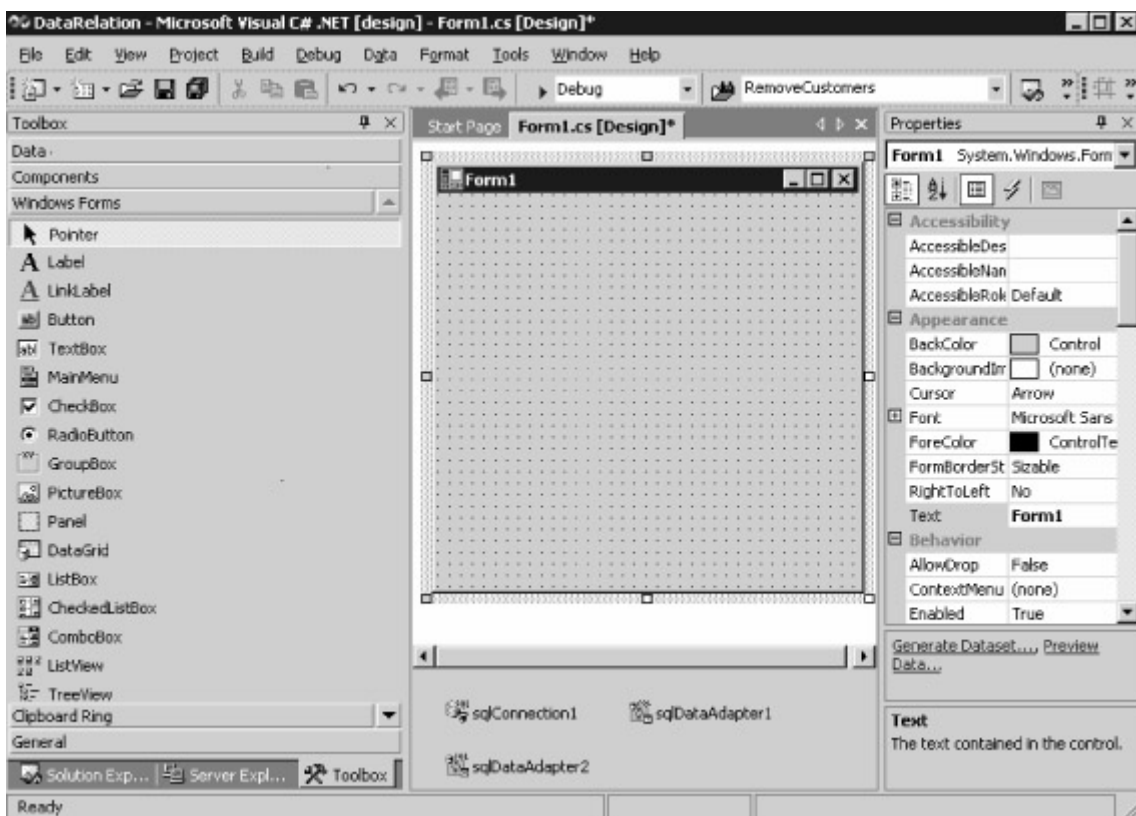 DataRelation - Microsoft Visual C# .NET [design] - Form1.cs [Design]*
File Edit View Project Build Debug Data Format Tools Window Help
Debug RemoveCustomers
Toolbox
Data
Components
Windows Forms
Pointer
Label
LinkLabel
Button
TextBox
MainMenu
CheckBox
RadioButton
GroupBox
PictureBox
Panel
DataGrid
ListBox
CheckedListBox
ComboBox
ListView
TreeView
Clipboard Ring
General
Solution Exp... Server Expl... Toolbox
Start Page Form1.cs [Design]*
Form1
sqlConnection1 sqlDataAdapter1
sqlDataAdapter2
Properties
Form1 System.Windows.Form
Accessibility
AccessibleDes
AccessibleNan
AccessibleRole Default
Appearance
BackColor Control
BackgroundIm (none)
Cursor Arrow
Font Microsoft Sans
ForeColor ControlTe
FormBorderSt Sizable
RightToLeft No
Text Form1
Behavior
AllowDrop False
ContextMenu (none)
Enabled True
Generate Dataset..., Preview
Data...
Text
The text contained in the control.
Ready